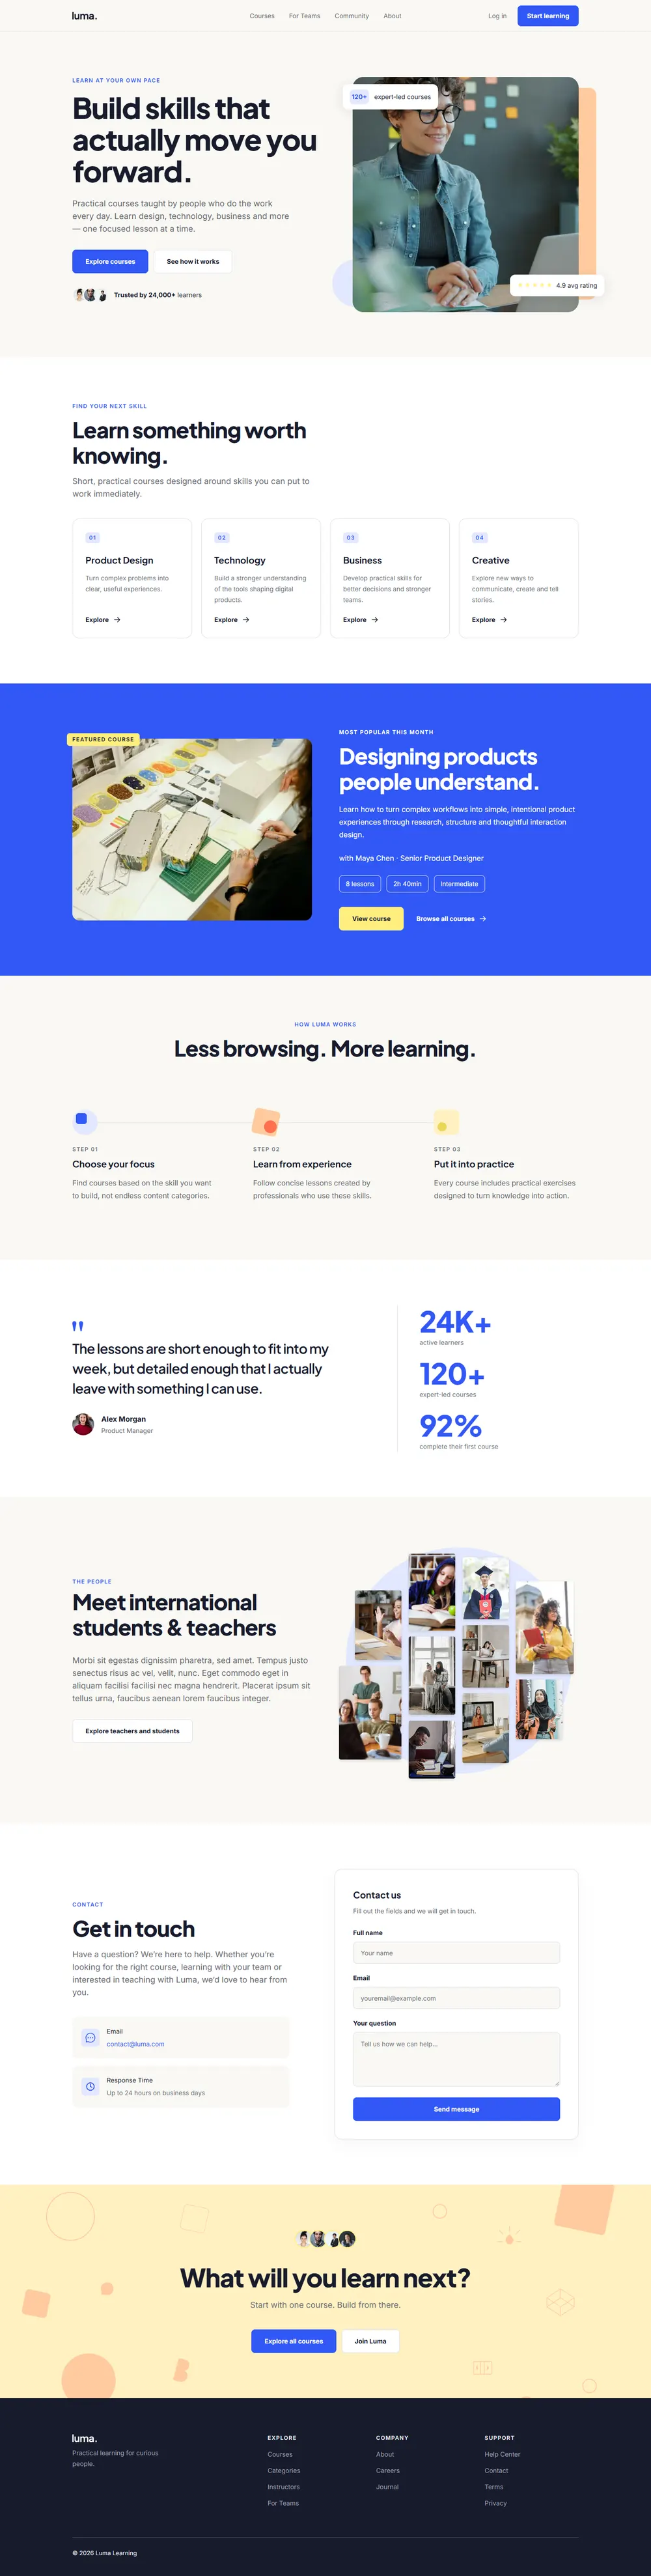 luma.
Courses
For Teams
Community
About
Log in
Start learning
LEARN AT YOUR OWN PACE
Build skills that
actually move you
forward.
Practical courses taught by people who do the work
every day. Learn design, technology, business and more
— one focused lesson at a time.
Explore courses
See how it works
Trusted by 24,000+ learners
120+ expert-led courses
★★★★★ 4.9 avg rating
FIND YOUR NEXT SKILL
Learn something worth
knowing.
Short, practical courses designed around skills you can put to
work immediately.
01
Product Design
Turn complex problems into
clear, useful experiences.
Explore →
02
Technology
Build a stronger understanding
of the tools shaping digital
products.
Explore →
03
Business
Develop practical skills for
better decisions and stronger
teams.
Explore →
04
Creative
Explore new ways to
communicate, create and tell
stories.
Explore →
FEATURED COURSE
MOST POPULAR THIS MONTH
Designing products
people understand.
Learn how to turn complex workflows into simple, intentional product
experiences through research, structure and thoughtful interaction
design.
with Maya Chen · Senior Product Designer
8 lessons
2h 40min
Intermediate
View course
Browse all courses →
HOW LUMA WORKS
Less browsing. More learning.
STEP 01
Choose your focus
Find courses based on the skill you want
to build, not endless content categories.
STEP 02
Learn from experience
Follow concise lessons created by
professionals who use these skills.
STEP 03
Put it into practice
Every course includes practical exercises
designed to turn knowledge into action.
"
The lessons are short enough to fit into my
week, but detailed enough that I actually
leave with something I can use.
Alex Morgan
Product Manager
24K+
active learners
120+
expert-led courses
92%
complete their first course
THE PEOPLE
Meet international
students & teachers
Morbi sit egestas dignissim pharetra, sed amet. Tempus justo
senectus risus ac vel, velit, nunc. Eget commodo eget in
aliquam facilisi facilisi nec magna hendrerit. Placerat ipsum sit
tellus urna, faucibus aenean lorem faucibus integer.
Explore teachers and students
CONTACT
Get in touch
Have a question? We're here to help. Whether you're
looking for the right course, learning with your team or
interested in teaching with Luma, we'd love to hear from
you.
Email
contact@luma.com
Response Time
Up to 24 hours on business days
Contact us
Fill out the fields and we will get in touch.
Full name
Your name
Email
youremail@example.com
Your question
Tell us how we can help...
Send message
What will you learn next?
Start with one course. Build from there.
Explore all courses
Join Luma
luma.
Practical learning for curious
people.
EXPLORE
Courses
Categories
Instructors
For Teams
COMPANY
About
Careers
Journal
SUPPORT
Help Center
Contact
Terms
Privacy
© 2026 Luma Learning